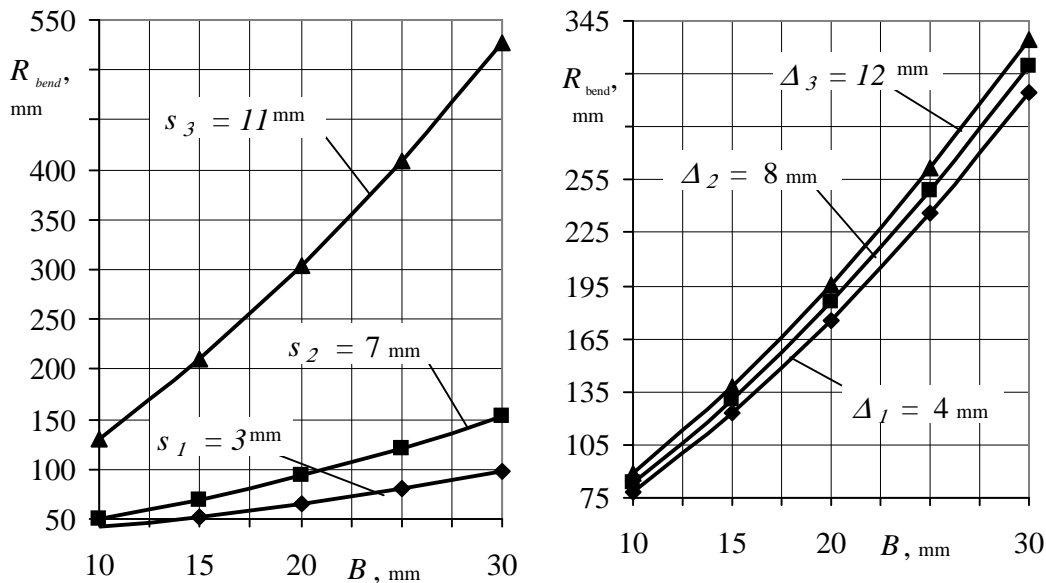 550
R bend,
mm
s 3 = 11 mm
400
300
250
200
150
100
50
s 2 = 7 mm
s 1 = 3 mm
10 15 20 B , mm 30
345
R bend,
mm
Δ 3 = 12 mm
Δ 2 = 8 mm
255
225
195
165
135
105
75
Δ 1 = 4 mm
10 15 20 B , mm 30